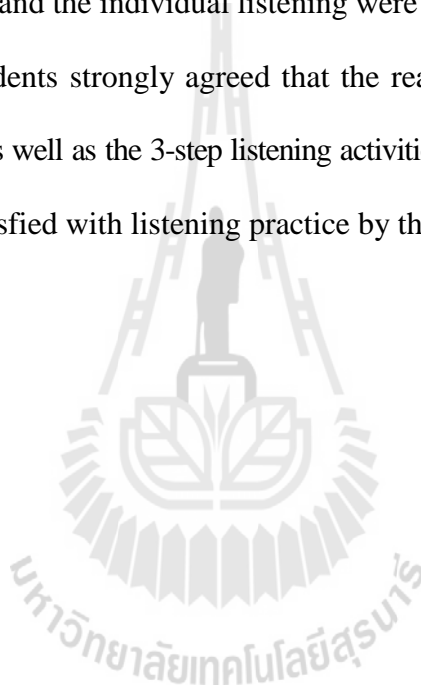 and the individual listening were
dents strongly agreed that the rea
s well as the 3-step listening activitie
sfied with listening practice by th
มหาวิทยาลัยเทคโนโลยีสุรนารี